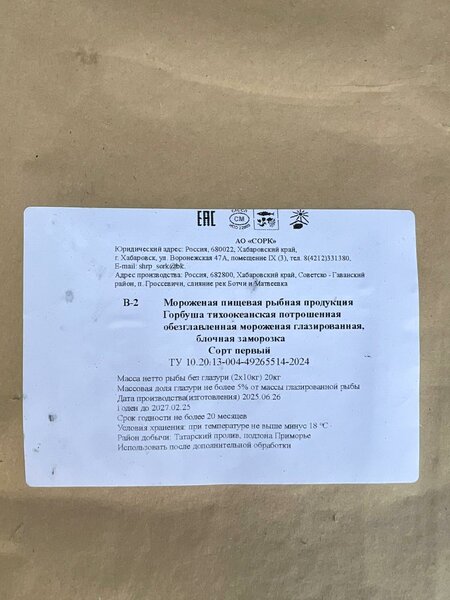 EAC
СМ
АО «СОРК»
Юридический адрес: Россия, 680022, Хабаровский край,
г. Хабаровск, ул. Воронежская 47А, помещение IX (3), тел. 8(4212)331380,
E-mail: shrp
Адрес производства: Россия, 682800, Хабаровский край, Советско - Гаванский
район, п. Гроссевичи, слияние рек Ботчи и Матвеевка
В-2 Мороженая пищевая рыбная продукция
Горбуша тихоокеанская потрошенная
обезглавленная мороженая глазированная,
блочная заморозка
Сорт первый
ТУ 10.20.13-004-49265514-2024
Масса нетто рыбы без глазури (2х10кг) 20кг
Массовая доля глазури не более 5% от массы глазированной рыбы
Дата производства(изготовления) 2025.06.26
Годен до 2027.02.25
Срок годности не более 20 месяцев
Условия хранения: при температуре не выше минус 18 °С
Район добычи: Татарский пролив, подзона Приморье
Использовать после дополнительной обработки